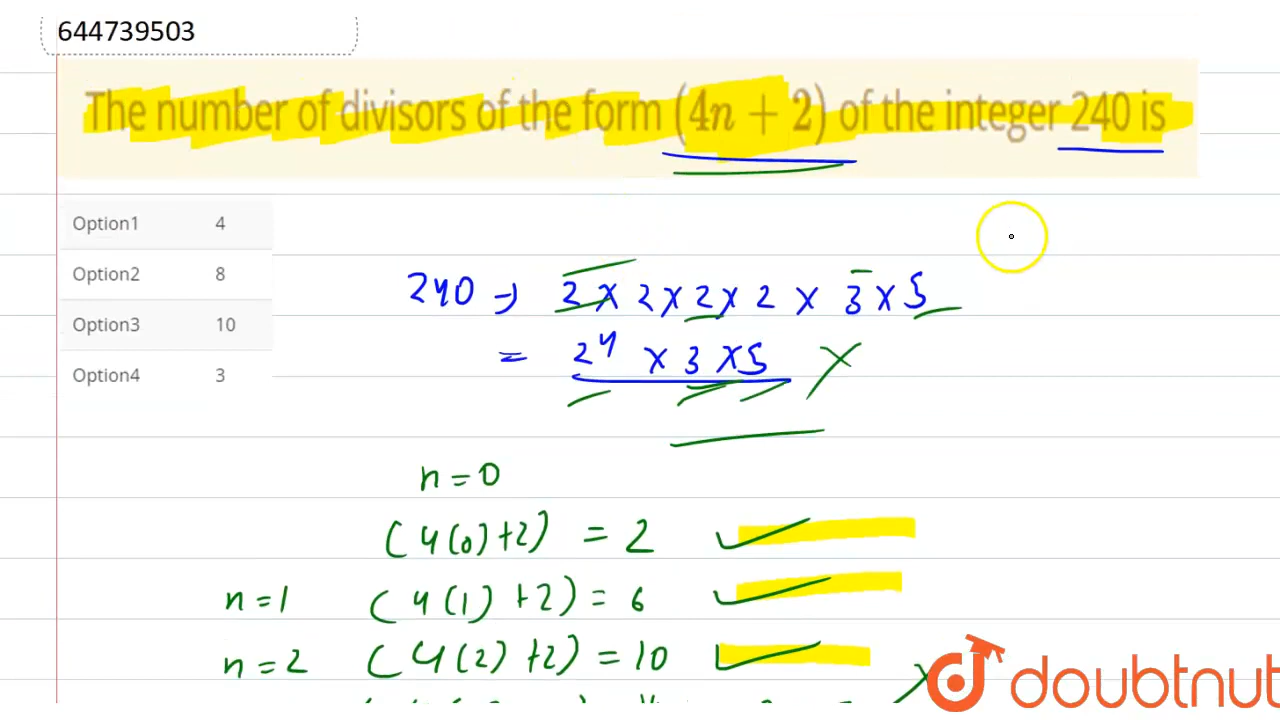 644739503
The number of divisors of the form (4n + 2) of the integer 240 is
Option1 4
Option2 8
Option3 10
Option4 3
240 => 2 x 2 x 2 x 2 x 3 x 5
= 2⁴ x 3 x 5
n = 0
(4(0)+2) = 2
n = 1 (4(1)+2) = 6
n = 2 (4(2)+2) = 10
doubtnut